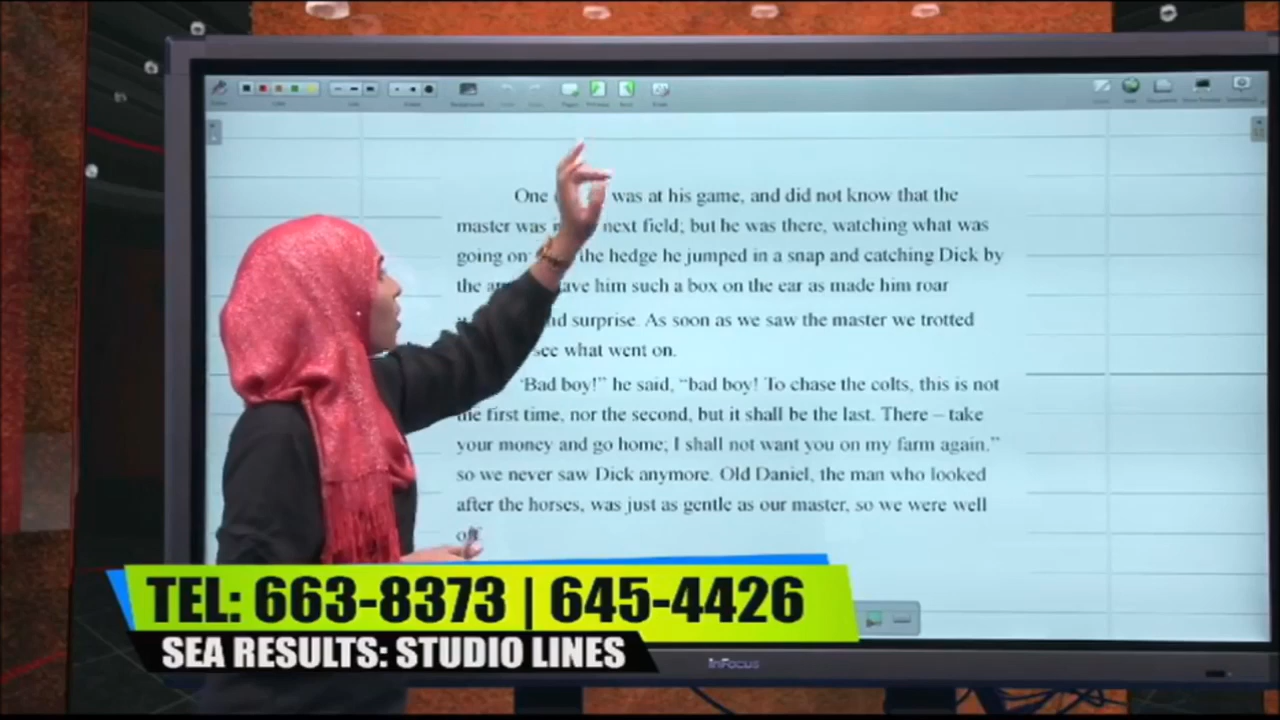 One was at his game, and did not know that the
master was next field; but he was there, watching what was
going on the hedge he jumped in a snap and catching Dick by
the him such a box on the ear as made him roar
surprise. As soon as we saw the master we trotted
see what went on.
'Bad boy!” he said, “bad boy! To chase the colts, this is not
the first time, nor the second, but it shall be the last. There – take
your money and go home; I shall not want you on my farm again.”
so we never saw Dick anymore. Old Daniel, the man who looked
after the horses, was just as gentle as our master, so we were well
off
TEL: 663-8373 | 645-4426
SEA RESULTS: STUDIO LINES
InFocus